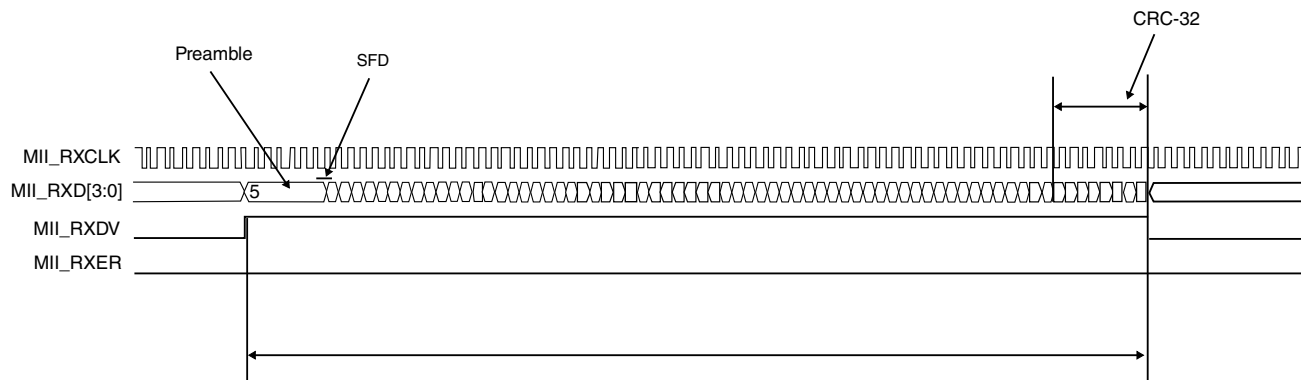 CRC-32
Preamble
SFD
MII_RXCLK
MII_RXD[3:0]
5
MII_RXDV
MII_RXER